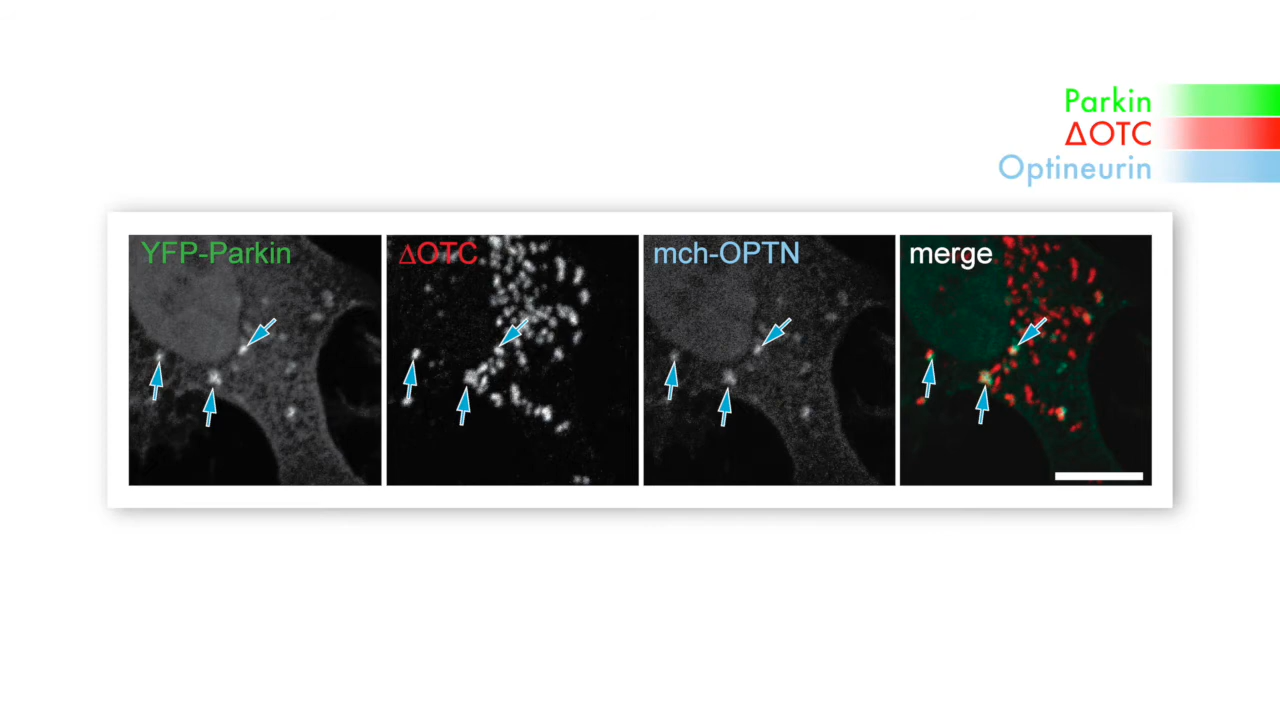 Parkin
ΔOTC
Optineurin
YFP-Parkin
ΔOTC
mch-OPTN
merge